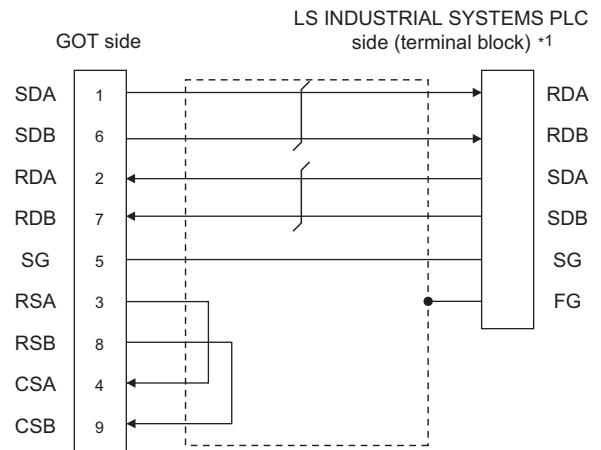 LS INDUSTRIAL SYSTEMS PLC
GOT side side (terminal block) *1
SDA 1 RDA
SDB 6 RDB
RDA 2 SDA
RDB 7 SDB
SG 5 SG
RSA 3 FG
RSB 8
CSA 4
CSB 9